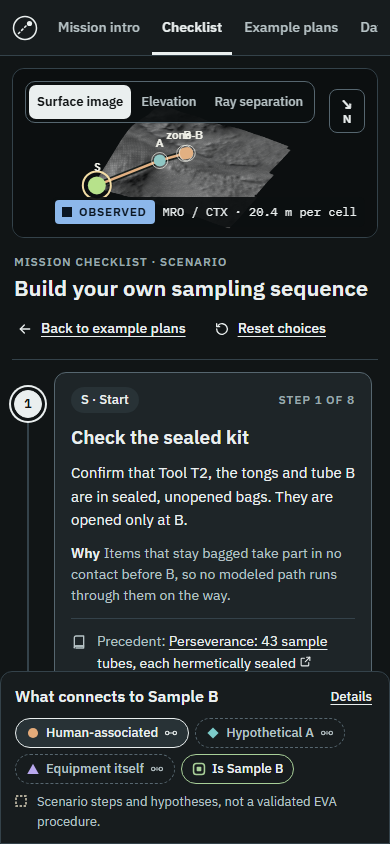 Mission intro Checklist Example plans Da
Surface image Elevation Ray separation
↘
N
A
S
OBSERVED MRO / CTX · 20.4 m per cell
MISSION CHECKLIST · SCENARIO
Build your own sampling sequence
Back to example plans Reset choices
1
S · Start STEP 1 OF 8
Check the sealed kit
Confirm that Tool T2, the tongs and tube B
are in sealed, unopened bags. They are
opened only at B.
Why Items that stay bagged take part in no
contact before B, so no modeled path runs
through them on the way.
Precedent: Perseverance: 43 sample
tubes, each hermetically sealed
What connects to Sample B Details
Human-associated Hypothetical A
Equipment itself Is Sample B
Scenario steps and hypotheses, not a validated EVA
procedure.